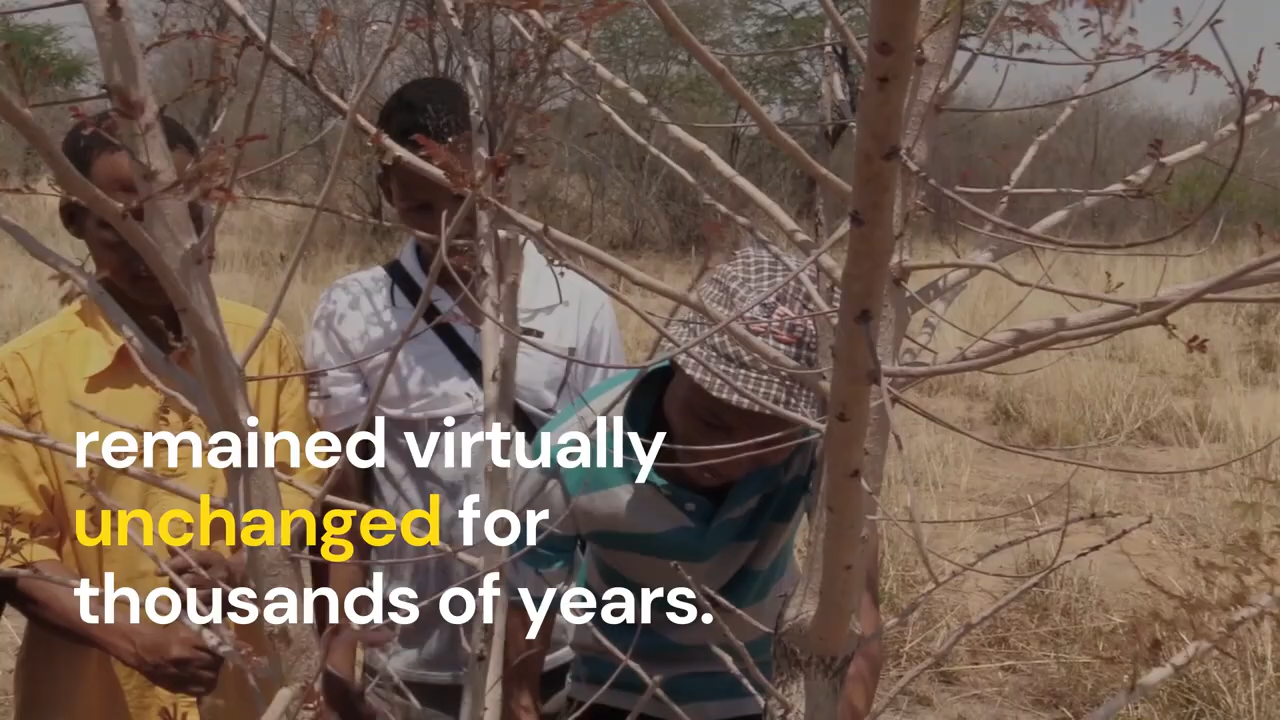 remained virtually
unchanged for
thousands of years.